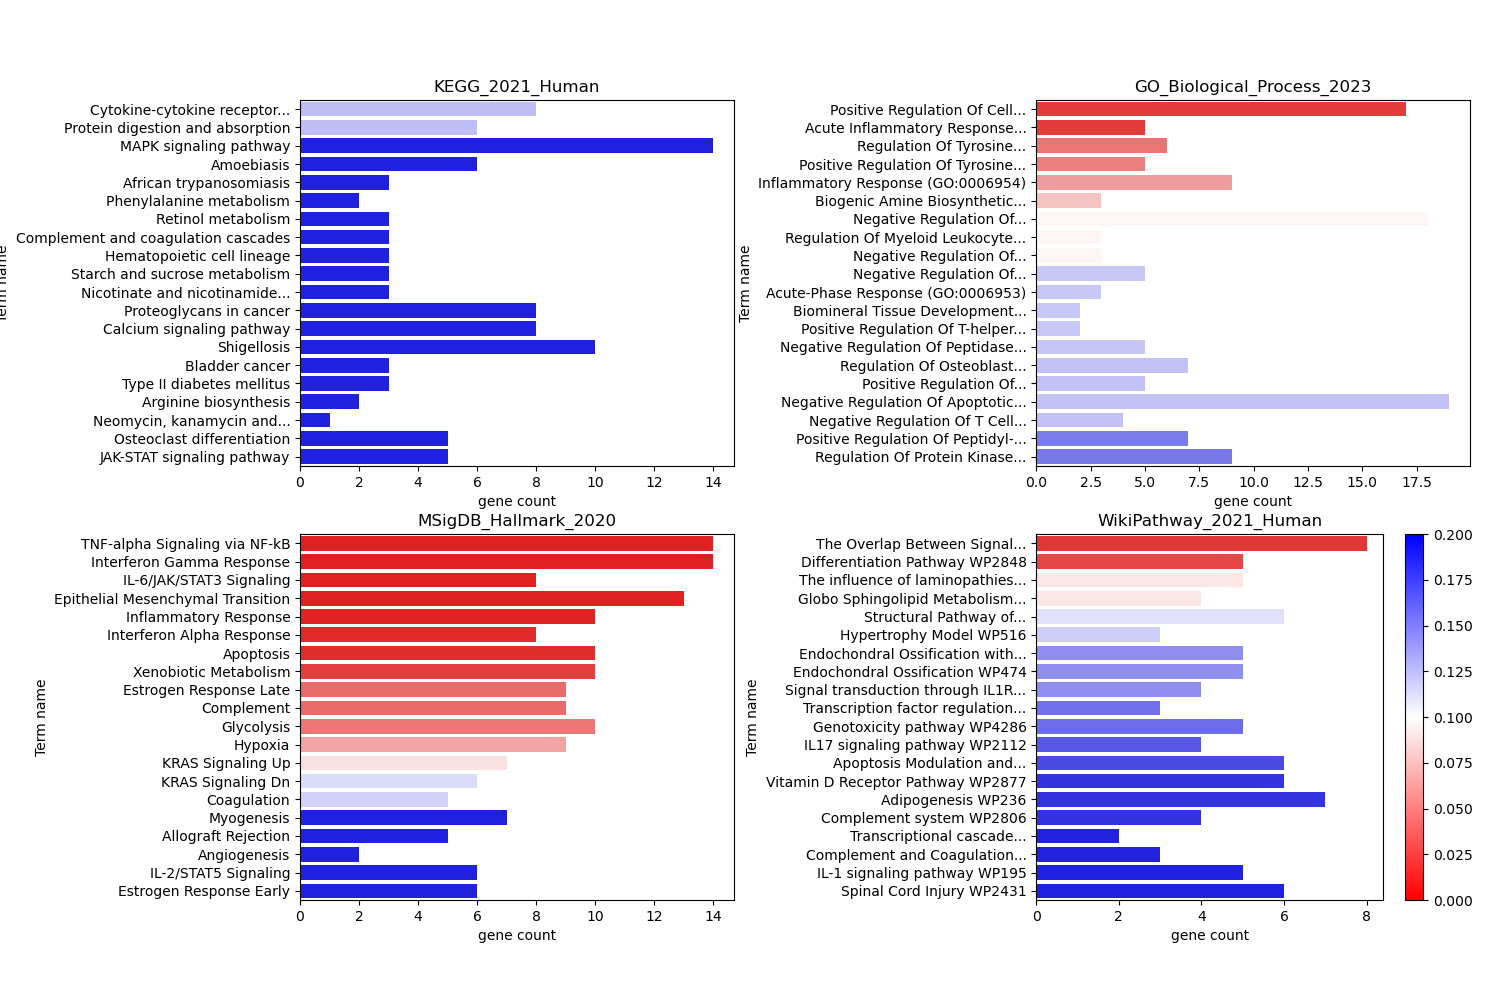 KEGG_2021_Human
Cytokine-cytokine receptor...
Protein digestion and absorption
MAPK signaling pathway
Amoebiasis
African trypanosomiasis
Phenylalanine metabolism
Retinol metabolism
Complement and coagulation cascades
Hematopoietic cell lineage
Starch and sucrose metabolism
Nicotinate and nicotinamide...
Proteoglycans in cancer
Calcium signaling pathway
Shigellosis
Bladder cancer
Type II diabetes mellitus
Arginine biosynthesis
Neomycin, kanamycin and...
Osteoclast differentiation
JAK-STAT signaling pathway
Term name
0 2 4 6 8 10 12 14
gene count
GO_Biological_Process_2023
Positive Regulation Of Cell...
Acute Inflammatory Response...
Regulation Of Tyrosine...
Positive Regulation Of Tyrosine...
Inflammatory Response (GO:0006954)
Biogenic Amine Biosynthetic...
Negative Regulation Of...
Regulation Of Myeloid Leukocyte...
Negative Regulation Of...
Negative Regulation Of...
Acute-Phase Response (GO:0006953)
Biomineral Tissue Development...
Positive Regulation Of T-helper...
Negative Regulation Of Peptidase...
Regulation Of Osteoblast...
Positive Regulation Of...
Negative Regulation Of Apoptotic...
Negative Regulation Of T Cell...
Positive Regulation Of Peptidyl-...
Regulation Of Protein Kinase...
Term name
0.0 2.5 5.0 7.5 10.0 12.5 15.0 17.5
gene count
MSigDB_Hallmark_2020
TNF-alpha Signaling via NF-kB
Interferon Gamma Response
IL-6/JAK/STAT3 Signaling
Epithelial Mesenchymal Transition
Inflammatory Response
Interferon Alpha Response
Apoptosis
Xenobiotic Metabolism
Estrogen Response Late
Complement
Glycolysis
Hypoxia
KRAS Signaling Up
KRAS Signaling Dn
Coagulation
Myogenesis
Allograft Rejection
Angiogenesis
IL-2/STAT5 Signaling
Estrogen Response Early
Term name
0 2 4 6 8 10 12 14
gene count
WikiPathway_2021_Human
The Overlap Between Signal...
Differentiation Pathway WP2848
The influence of laminopathies...
Globo Sphingolipid Metabolism...
Structural Pathway of...
Hypertrophy Model WP516
Endochondral Ossification with...
Endochondral Ossification WP474
Signal transduction through IL1R...
Transcription factor regulation...
Genotoxicity pathway WP4286
IL17 signaling pathway WP2112
Apoptosis Modulation and...
Vitamin D Receptor Pathway WP2877
Adipogenesis WP236
Complement system WP2806
Transcriptional cascade...
Complement and Coagulation...
IL-1 signaling pathway WP195
Spinal Cord Injury WP2431
Term name
0 2 4 6 8
gene count
0.200
0.175
0.150
0.125
0.100
0.075
0.050
0.025
0.000